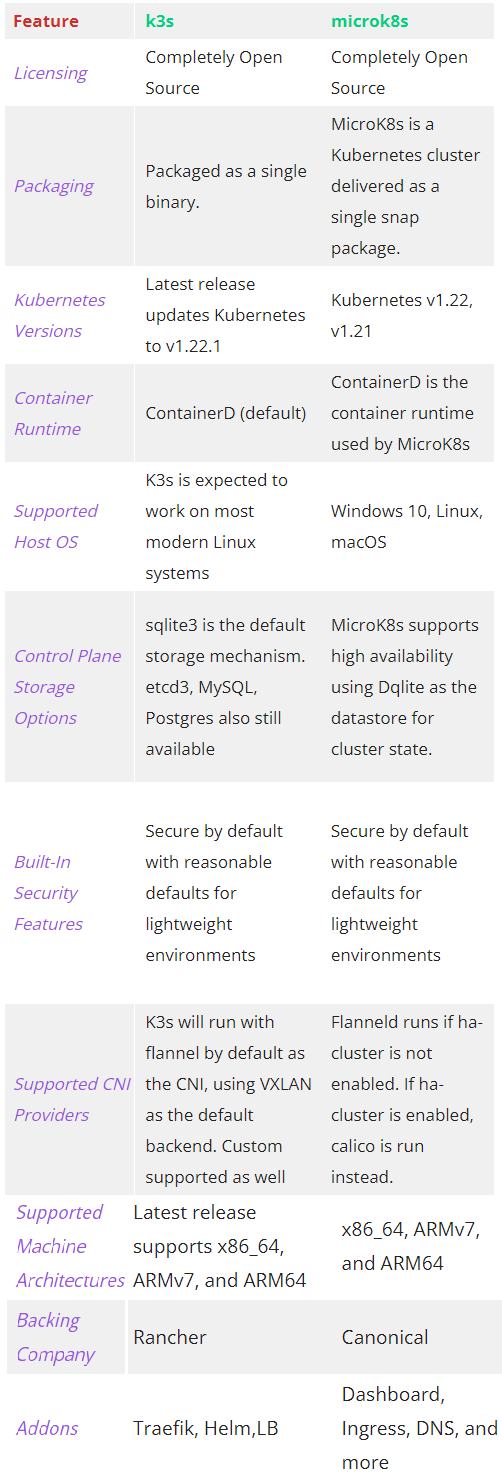 Feature k3s microk8s
Licensing
Completely Open
Source
Completely Open
Source
Packaging
Packaged as a single
binary.
MicroK8s is a
Kubernetes cluster
delivered as a
single snap
package.
Kubernetes
Versions
Latest release
updates Kubernetes
to v1.22.1
Kubernetes v1.22,
v1.21
Container
Runtime
ContainerD (default)
ContainerD is the
container runtime
used by MicroK8s
Supported
Host OS
K3s is expected to
work on most
modern Linux
systems
Windows 10, Linux,
macOS
Control Plane
Storage
Options
sqlite3 is the default
storage mechanism.
etcd3, MySQL,
Postgres also still
available
MicroK8s supports
high availability
using Dqlite as the
datastore for
cluster state.
Built-In
Security
Features
Secure by default
with reasonable
defaults for
lightweight
environments
Secure by default
with reasonable
defaults for
lightweight
environments
Supported CNI
Providers
K3s will run with
flannel by default as
the CNI, using VXLAN
as the default
backend. Custom
supported as well
Flanneld runs if ha-
cluster is not
enabled. If ha-
cluster is enabled,
calico is run
instead.
Supported
Machine
Architectures
Latest release
supports x86_64,
ARMv7, and ARM64
x86_64, ARMv7,
and ARM64
Backing
Company
Rancher
Canonical
Addons
Traefik, Helm,LB
Dashboard,
Ingress, DNS, and
more